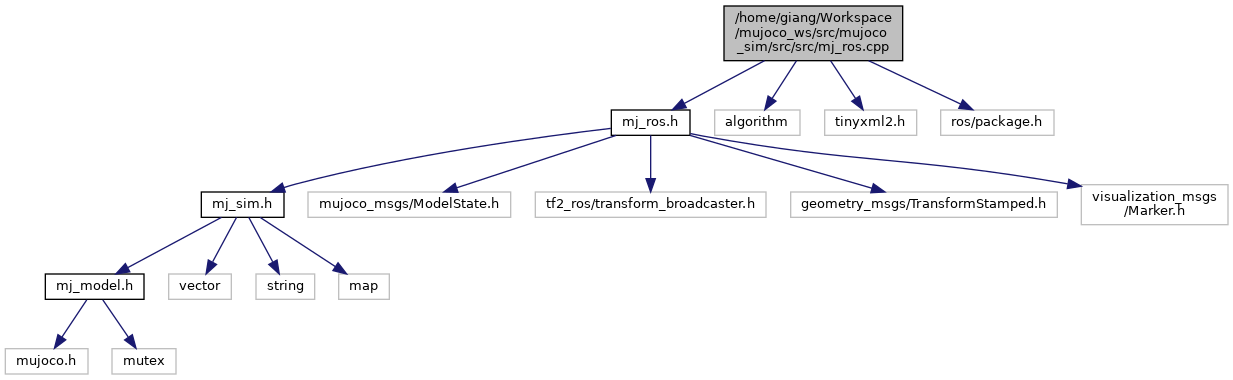 /home/giang/Workspace
/mujoco_ws/src/mujoco
_sim/src/src/mj_ros.cpp
mj_ros.h
algorithm
tinyxml2.h
ros/package.h
mj_sim.h
mujoco_msgs/ModelState.h
tf2_ros/transform_broadcaster.h
geometry_msgs/TransformStamped.h
visualization_msgs
/Marker.h
mj_model.h
vector
string
map
mujoco.h
mutex